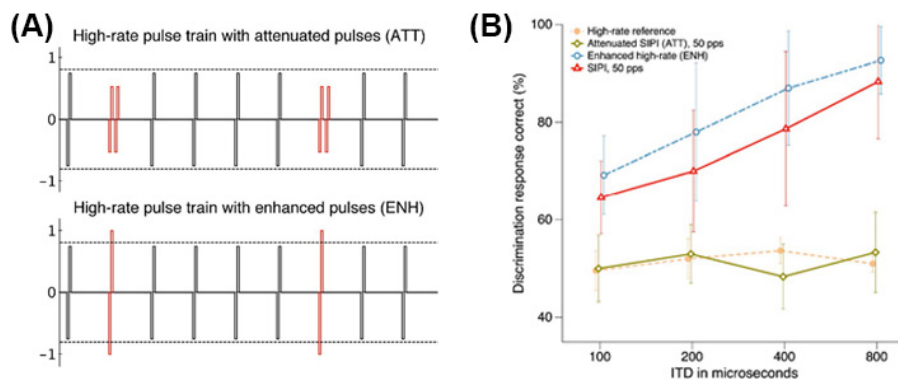 (A)
High-rate pulse train with attenuated pulses (ATT)
1
0
-1
High-rate pulse train with enhanced pulses (ENH)
1
0
-1
(B)
100
80
60
40
Discrimination response correct (%)
High-rate reference
Attenuated SIPI (ATT), 50 pps
Enhanced high-rate (ENH)
SIPI, 50 pps
100 200 400 800
ITD in microseconds